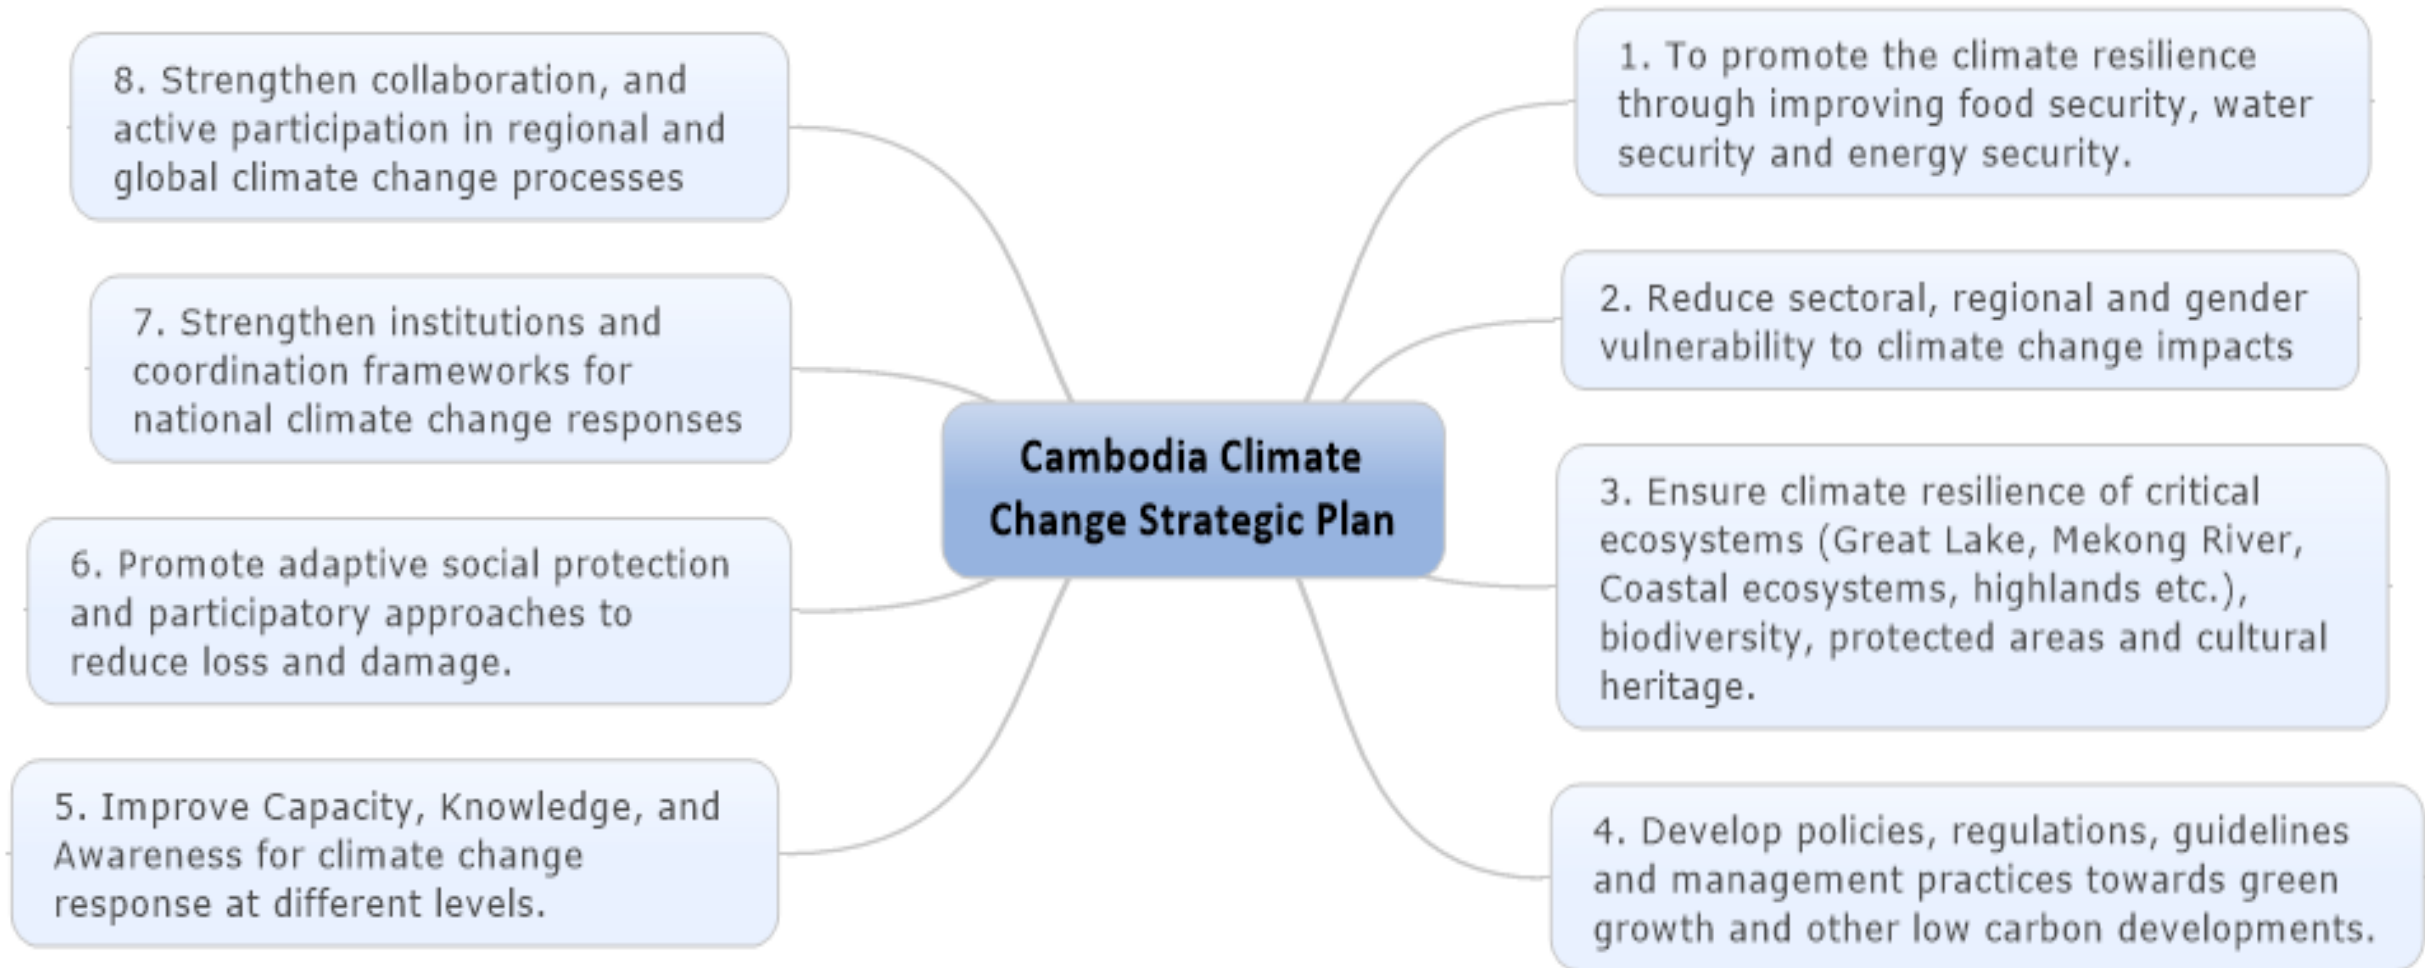 Cambodia Climate
Change Strategic Plan
1. To promote the climate resilience
through improving food security, water
security and energy security.
2. Reduce sectoral, regional and gender
vulnerability to climate change impacts
3. Ensure climate resilience of critical
ecosystems (Great Lake, Mekong River,
Coastal ecosystems, highlands etc.),
biodiversity, protected areas and cultural
heritage.
4. Develop policies, regulations, guidelines
and management practices towards green
growth and other low carbon developments.
5. Improve Capacity, Knowledge, and
Awareness for climate change
response at different levels.
6. Promote adaptive social protection
and participatory approaches to
reduce loss and damage.
7. Strengthen institutions and
coordination frameworks for
national climate change responses
8. Strengthen collaboration, and
active participation in regional and
global climate change processes